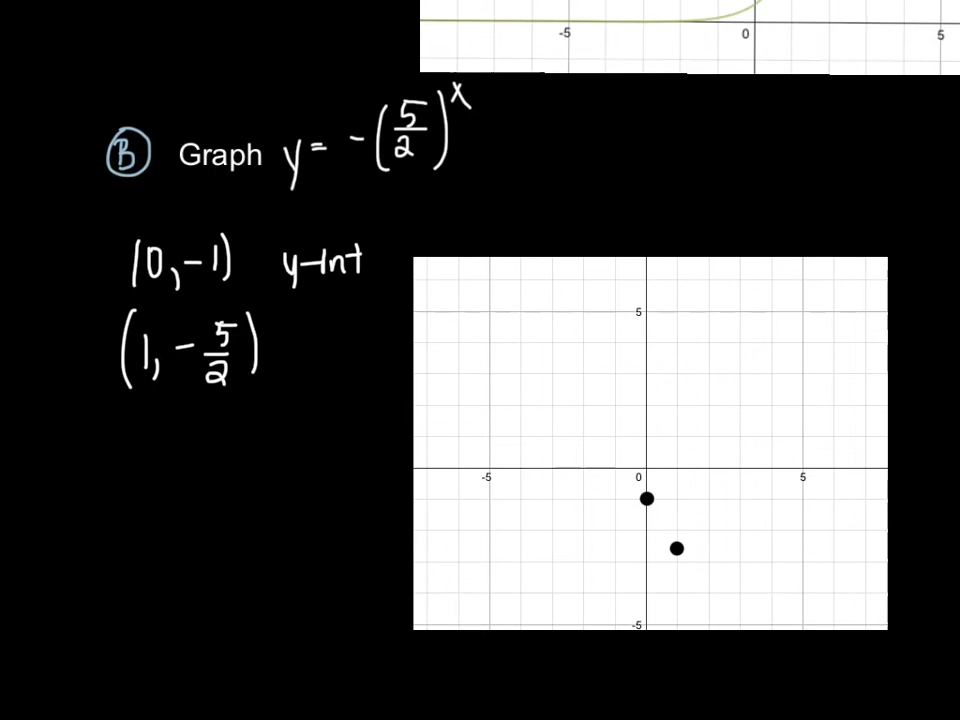 -5 0 5
B Graph y = -(5/2)^x
(0, -1) y-int
(1, -5/2)
5
-5 0 5
-5